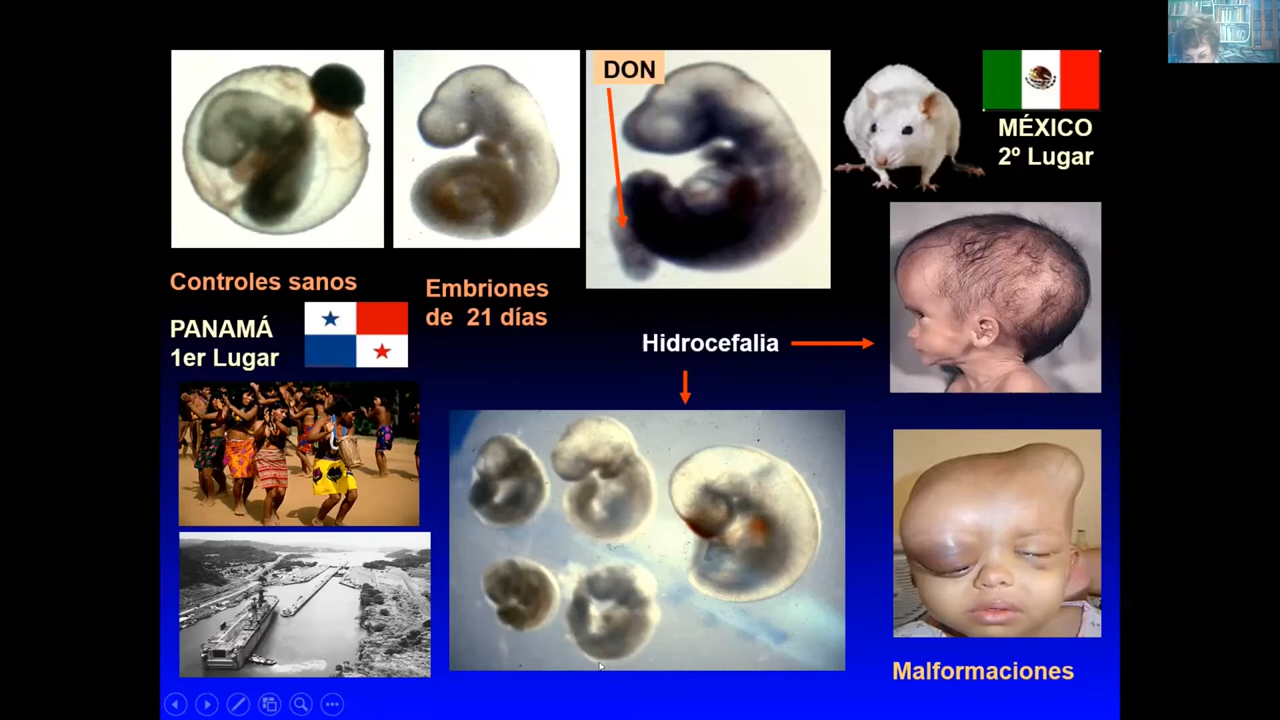 DON
MÉXICO
2º Lugar
Controles sanos
Embriones
de 21 días
PANAMÁ
1er Lugar
Hidrocefalia
Malformaciones